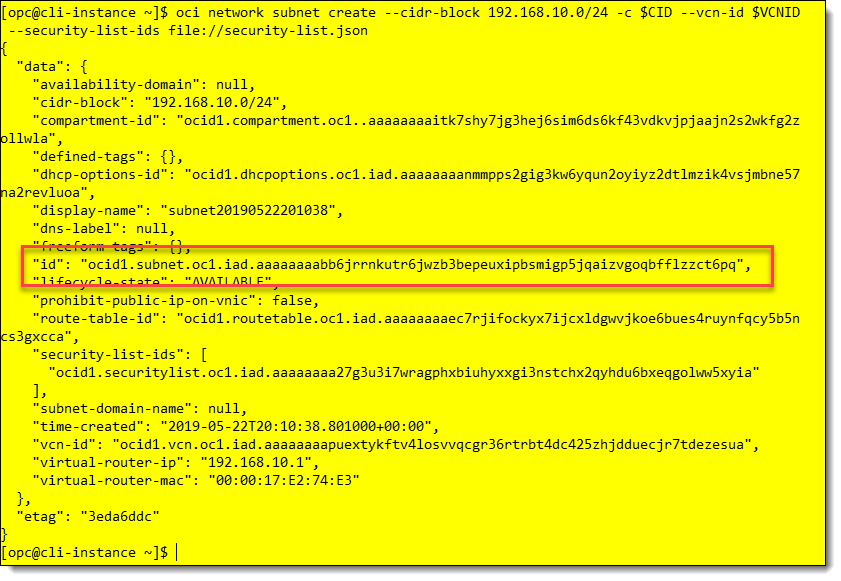 [opc@cli-instance ~]$ oci network subnet create --cidr-block 192.168.10.0/24 -c $CID --vcn-id $VCNID
--security-list-ids file://security-list.json
{
"data": {
"availability-domain": null,
"cidr-block": "192.168.10.0/24",
"compartment-id": "ocid1.compartment.oc1..aaaaaaaaitk7shy7jg3hej6sim6ds6kf43vdkvjpjaajn2s2wkfg2z
ollwla",
"defined-tags": {},
"dhcp-options-id": "ocid1.dhcpoptions.oc1.iad.aaaaaaaanmmpps2gig3kw6yqun2oyiyz2dtlmzik4vsjmbne57
na2revluoa",
"display-name": "subnet20190522201038",
"dns-label": null,
"freeform-tags": {},
"id": "ocid1.subnet.oc1.iad.aaaaaaaabb6jrrnkutr6jwzb3bepeuxipbsmigp5jqaizvgoqbfflzzct6pq",
"lifecycle-state": "AVAILABLE",
"prohibit-public-ip-on-vnic": false,
"route-table-id": "ocid1.routetable.oc1.iad.aaaaaaaaec7rjifockyx7ijcxldgwvjkoe6bues4ruynfqcy5b5n
cs3gxcca",
"security-list-ids": [
"ocid1.securitylist.oc1.iad.aaaaaaaa27g3u3i7wragphxbiuhyxxgi3nstchx2qyhdu6bxeqgolww5xyia"
],
"subnet-domain-name": null,
"time-created": "2019-05-22T20:10:38.801000+00:00",
"vcn-id": "ocid1.vcn.oc1.iad.aaaaaaaapuextykftv4losvvqcgr36rtrbt4dc425zhjdduecjr7tdezesua",
"virtual-router-ip": "192.168.10.1",
"virtual-router-mac": "00:00:17:E2:74:E3"
},
"etag": "3eda6ddc"
}
[opc@cli-instance ~]$